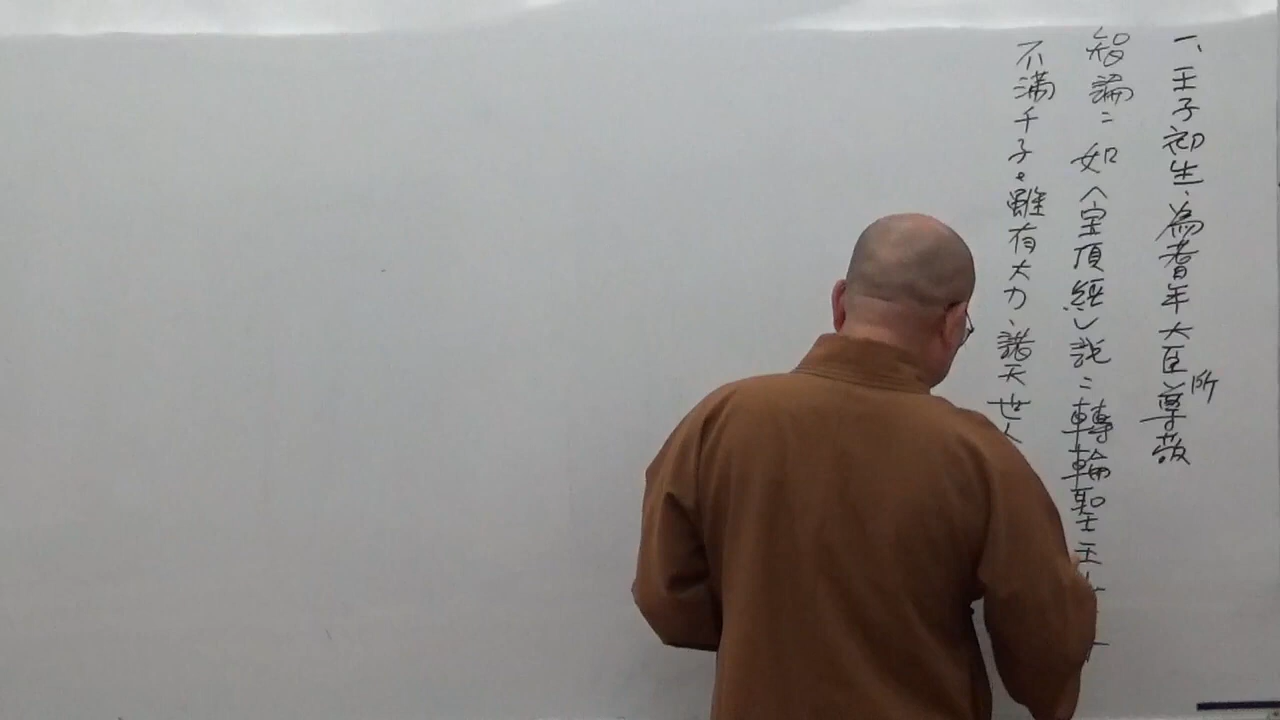 一、王子初生、為耆年大臣所尊敬
智論：如〈宝頂經〉說：轉輪聖王
不滿千子。雖有大力、諸天世人